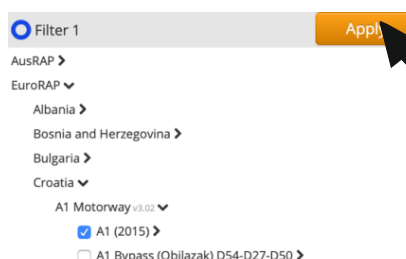 Filter 1
Apply
AusRAP
EuroRAP
Albania
Bosnia and Herzegovina
Bulgaria
Croatia
A1 Motorway v3.02
A1 (2015)
A1 Bypass (Obilazak) D54-D27-D50